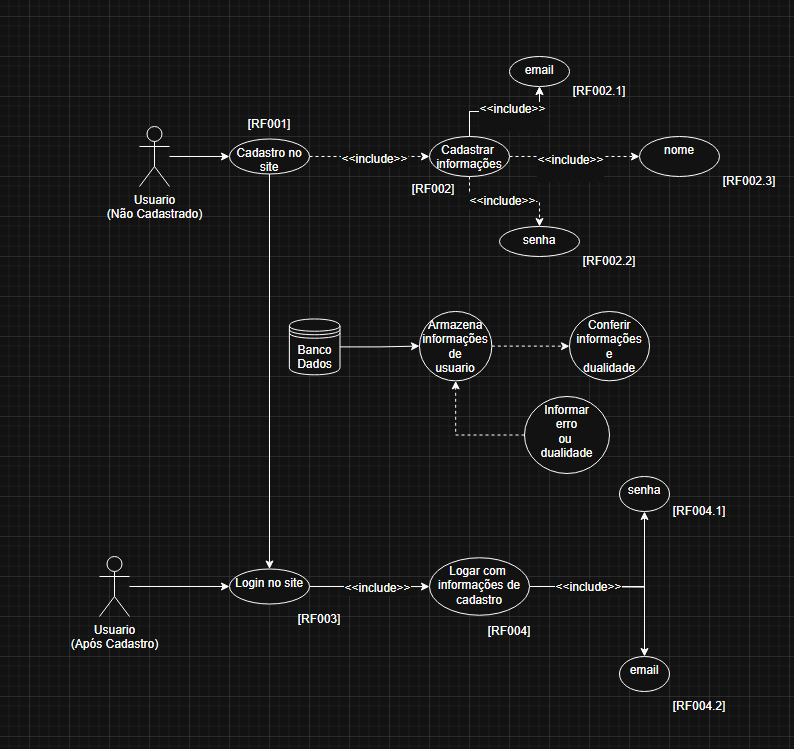 email
[RF002.1]
<<include>>
[RF001]
Cadastro no
site
<<include>>
Cadastrar
informações
[RF002]
<<include>>
nome
[RF002.3]
Usuario
(Não Cadastrado)
<<include>>
senha
[RF002.2]
Banco
Dados
Armazena
informações
de
usuario
Conferir
informações
e
dualidade
Informar
erro
ou
dualidade
senha
[RF004.1]
Usuario
(Após Cadastro)
Login no site
[RF003]
<<include>>
Logar com
informações de
cadastro
[RF004]
<<include>>
email
[RF004.2]